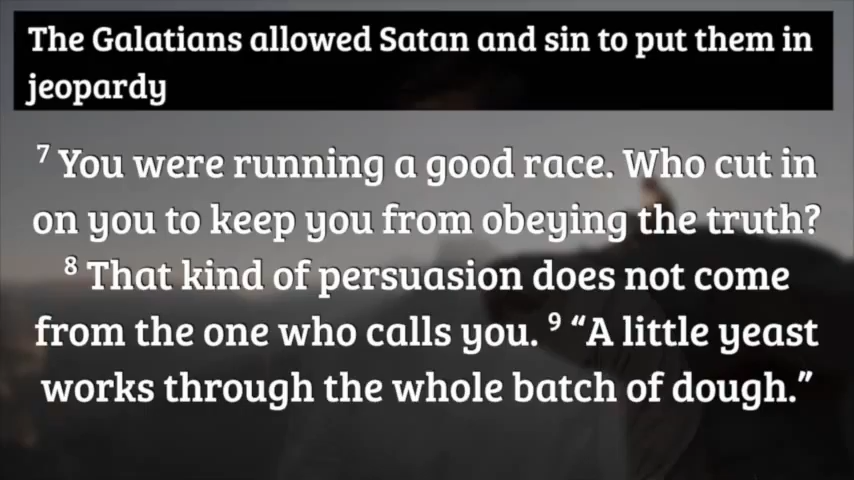 The Galatians allowed Satan and sin to put them in
jeopardy
⁷ You were running a good race. Who cut in
on you to keep you from obeying the truth?
⁸ That kind of persuasion does not come
from the one who calls you. ⁹ “A little yeast
works through the whole batch of dough.”